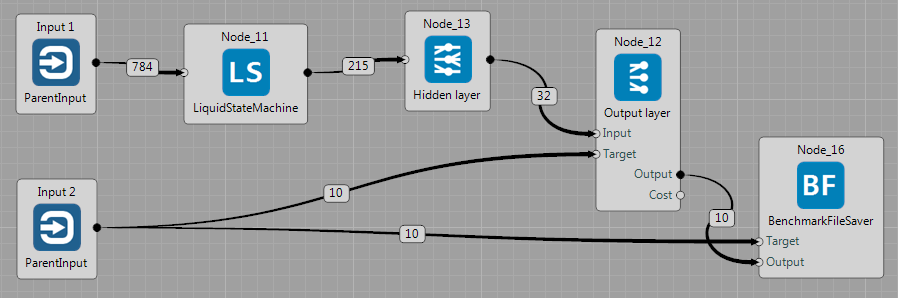 Input 1
ParentInput
784
Node_11
LS
LiquidStateMachine
215
Node_13
Hidden layer
32
Node_12
Output layer
Input
Target
Output
Cost
Input 2
ParentInput
10
10
10
Node_16
BF
BenchmarkFileSaver
Target
Output